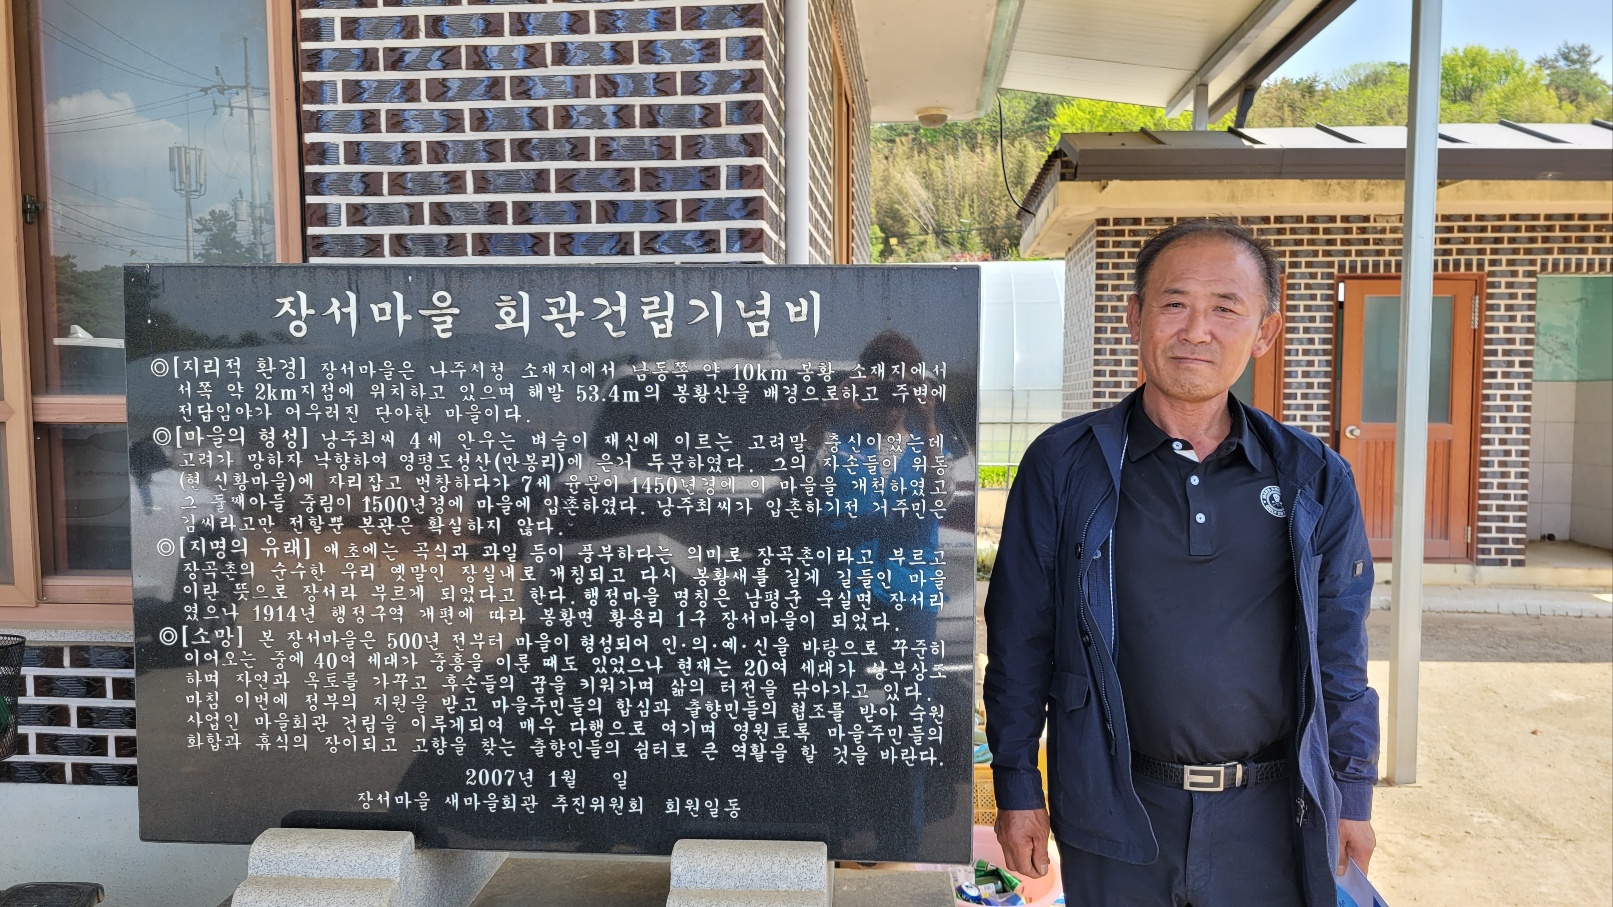 장서마을 회관건립기념비
◎[지리적 환경] 장서마을은 나주시청 소재지에서 남동쪽 약 10km 봉황 소재지에서
서쪽 약 2km지점에 위치하고 있으며 해발 53.4m의 봉황산을 배경으로하고 주변에
전답임야가 어우러진 단아한 마을이다.
◎[마을의 형성] 낭주최씨 4세 안우는 벼슬이 재신에 이르는 고려말 충신이었는데
고려가 망하자 낙향하여 영평도성산(만봉리)에 은거 두문하였다. 그의 자손들이 위동
(현 신황마을)에 자리잡고 번창하다가 7세 운문이 1450년경에 이 마을을 개척하였고
그 둘째아들 중림이 1500년경에 마을에 입촌하였다. 낭주최씨가 입촌하기전 거주민은
김씨라고만 전할뿐 본관은 확실하지 않다.
◎[지명의 유래] 애초에는 곡식과 과일 등이 풍부하다는 의미로 장곡촌이라고 부르고
장곡촌의 순수한 우리 옛말인 장실내로 개칭되고 다시 봉황새를 길게 길들인 마을
이란 뜻으로 장서라 부르게 되었다고 한다. 행정마을 명칭은 남평군 욱실면 장서리
였으나 1914년 행정구역 개편에 따라 봉황면 황용리 1구 장서마을이 되었다.
◎[소망] 본 장서마을은 500년 전부터 마을이 형성되어 인·의·예·신을 바탕으로 꾸준히
이어오는 중에 40여 세대가 중흥을 이룬 때도 있었으나 현재는 20여 세대가 상부상조
하며 자연과 옥토를 가꾸고 후손들의 꿈을 키워가며 삶의 터전을 닦아가고 있다.
마침 이번에 정부의 지원을 받고 마을주민들의 합심과 출향민들의 협조를 받아 숙원
사업인 마을회관 건립을 이룩게되여 매우 다행으로 여기며 영원토록 마을주민들의
화합과 휴식의 장이되고 고향을 찾는 출향인들의 쉼터로 큰 역활을 할 것을 바란다.
2007년 1월 일
장서마을 새마을회관 추진위원회 회원일동